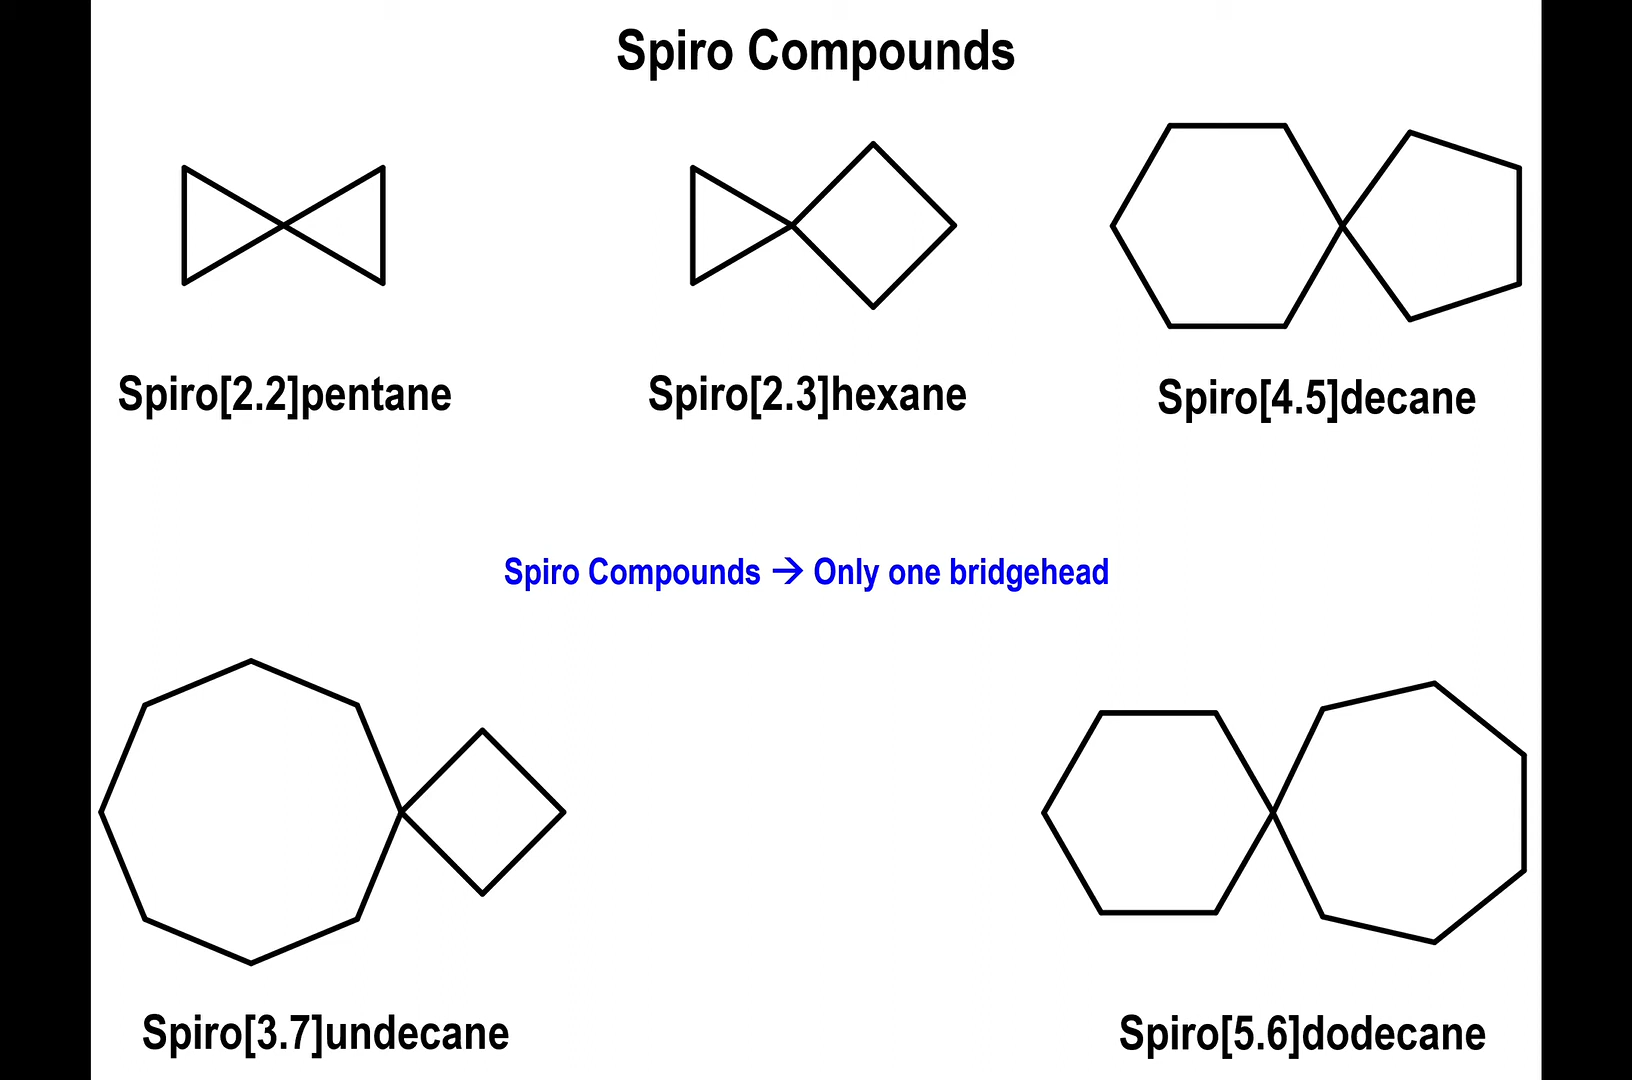 Spiro Compounds
Spiro[2.2]pentane
Spiro[2.3]hexane
Spiro[4.5]decane
Spiro Compounds → Only one bridgehead
Spiro[3.7]undecane
Spiro[5.6]dodecane